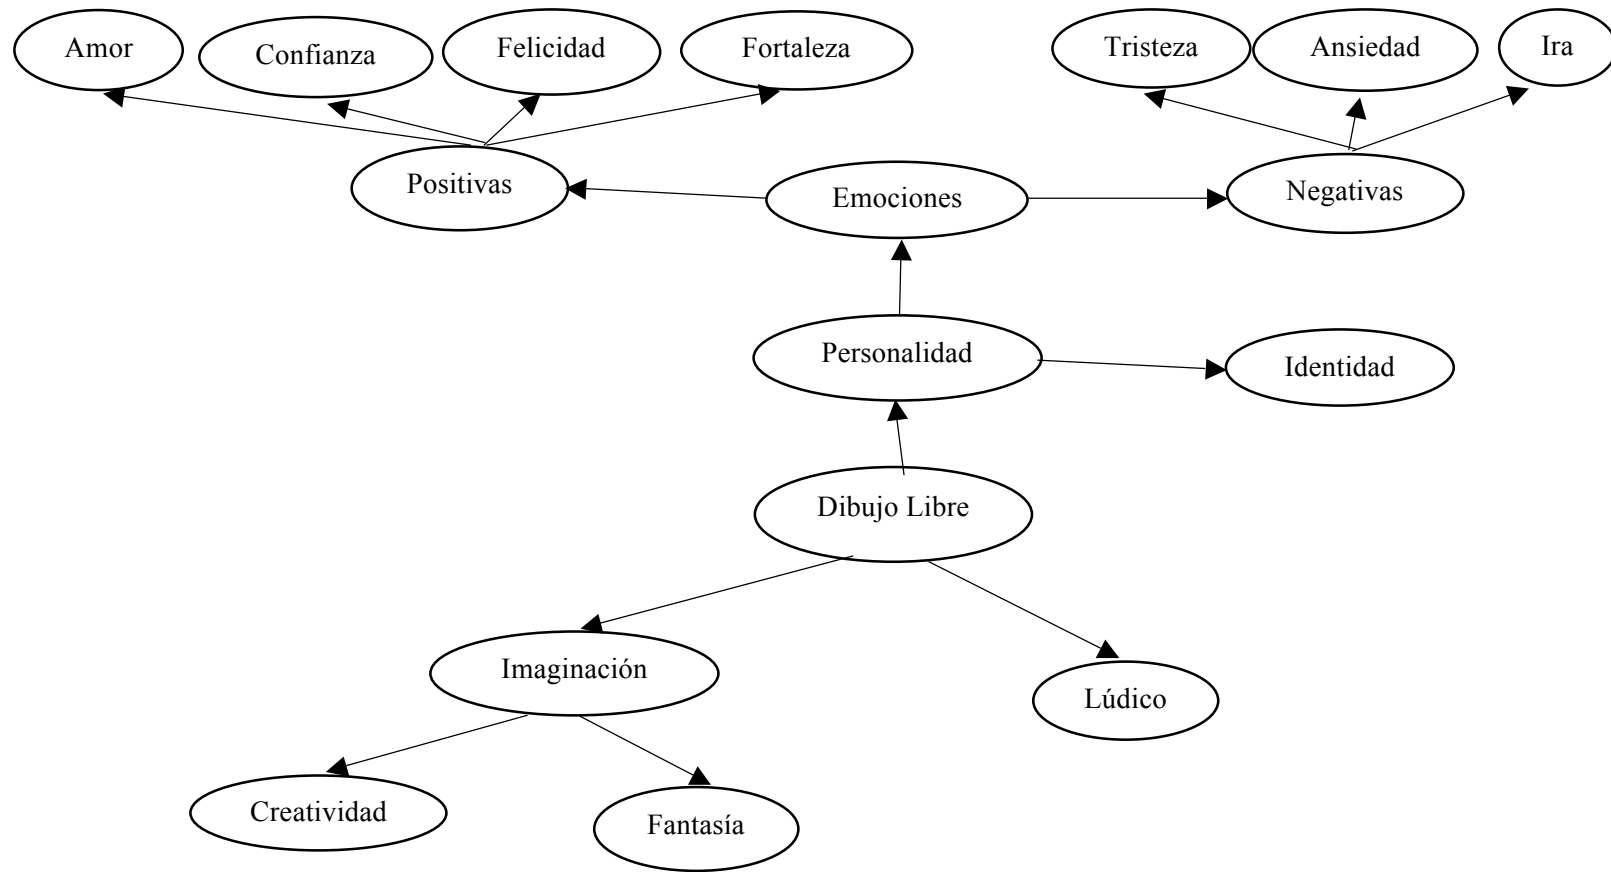 Amor
Confianza
Felicidad
Fortaleza
Tristeza
Ansiedad
Ira
Positivas
Emociones
Negativas
Personalidad
Identidad
Dibujo Libre
Imaginación
Lúdico
Creatividad
Fantasía